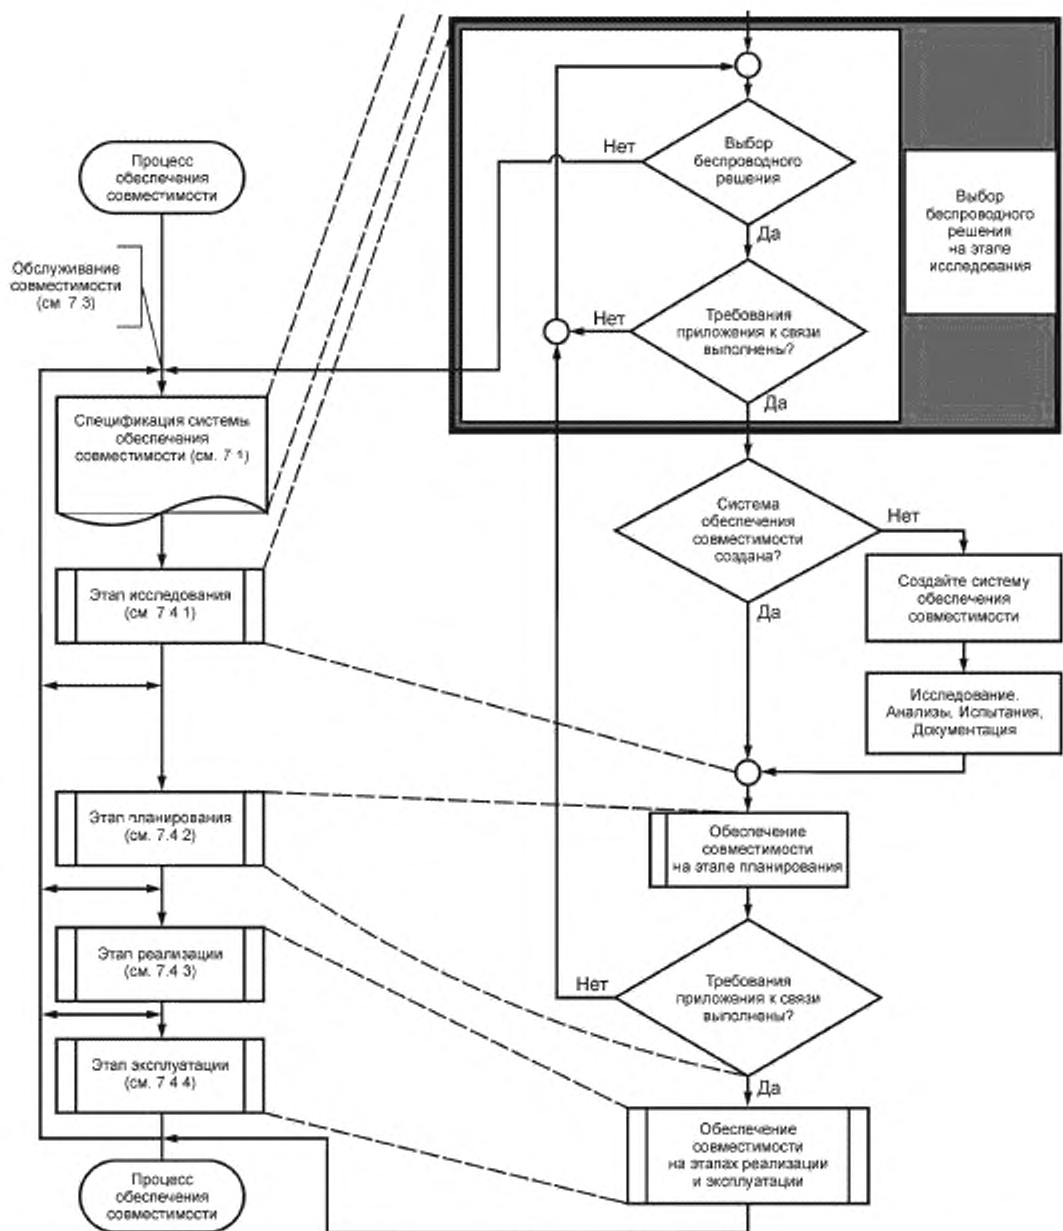 Процесс
обеспечения
совместимости
Обслуживание
совместимости
(см 7 3)
Спецификация системы
обеспечения
совместимости (см. 7 1)
Этап исследования
(см 7 4 1)
Этап планирования
(см. 7.4 2)
Этап реализации
(см. 7.4 3)
Этап эксплуатации
(см. 7 4 4)
Процесс
обеспечения
совместимости
Нет
Выбор
беспроводного
решения
Да
Нет
Требования
приложения к связи
выполнены?
Да
Выбор
беспроводного
решения
на этапе
исследования
Система
обеспечения
совместимости
создана?
Нет
Да
Создайте систему
обеспечения
совместимости
Исследование.
Анализы, Испытания,
Документация
Обеспечение
совместимости
на этапе планирования
Нет
Требования
приложения к связи
выполнены?
Да
Обеспечение
совместимости
на этапах реализации
и эксплуатации